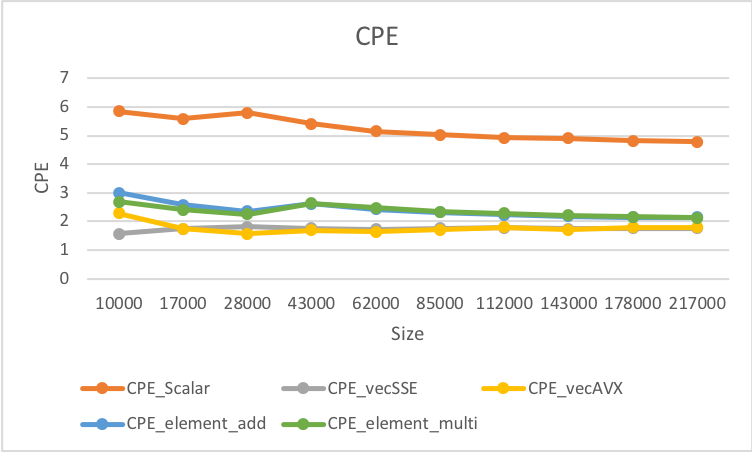 CPE
7
6
5
4
3
2
1
0
CPE
10000 17000 28000 43000 62000 85000 112000 143000 178000 217000
Size
CPE_Scalar CPE_vecSSE CPE_vecAVX
CPE_element_add CPE_element_multi